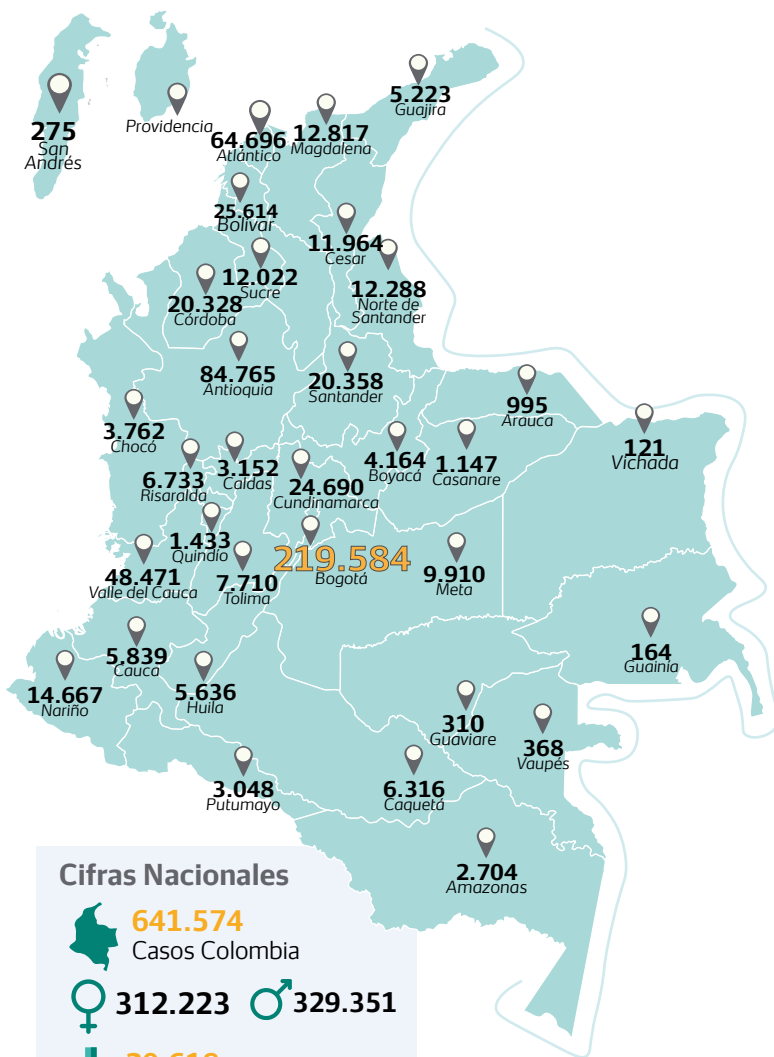 5.223
Guajira
275
San
Andrés
Providencia
64.696
Atlántico
12.817
Magdalena
25.614
Bolívar
11.964
Cesar
12.022
Sucre
12.288
Norte de
Santander
20.328
Córdoba
84.765
Antioquia
20.358
Santander
995
Arauca
3.762
Chocó
121
Vichada
6.733
Risaralda
3.152
Caldas
24.690
Cundinamarca
4.164
Boyacá
1.147
Casanare
1.433
Quindío
219.584
Bogotá
48.471
Valle del Cauca
7.710
Tolima
9.910
Meta
5.839
Cauca
164
Guainía
14.667
Nariño
5.636
Huila
310
Guaviare
368
Vaupés
3.048
Putumayo
6.316
Caquetá
2.704
Amazonas
Cifras Nacionales
641.574
Casos Colombia
312.223 329.351